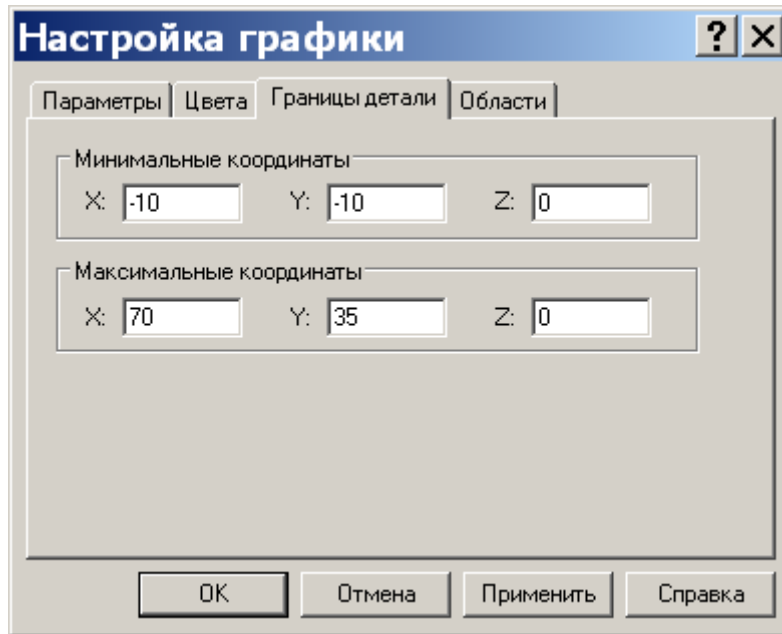 Настройка графики
Параметры Цвета Границы детали Области
Минимальные координаты
X: -10 Y: -10 Z: 0
Максимальные координаты
X: 70 Y: 35 Z: 0
OK Отмена Применить Справка